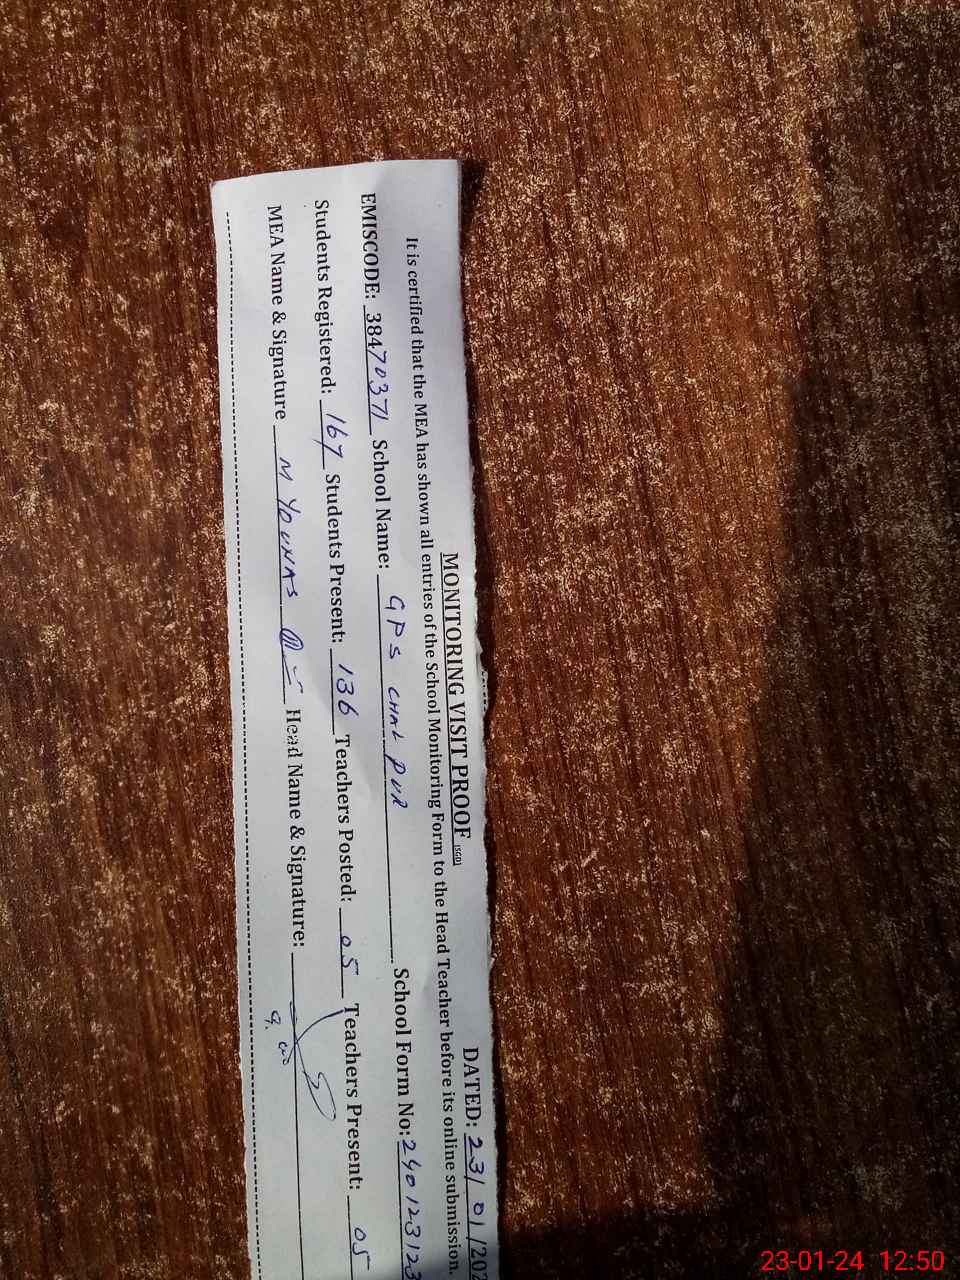 MONITORING VISIT PROOF (SGD) DATED: 23/01/202
It is certified that the MEA has shown all entries of the School Monitoring Form to the Head Teacher before its online submission.
EMISCODE: 38470371 School Name: GPS CHAK PUR School Form No: 240123123
Students Registered: 167 Students Present: 136 Teachers Posted: 05 Teachers Present: 05
MEA Name & Signature M YOUNAS Head Name & Signature:
23-01-24 12:50